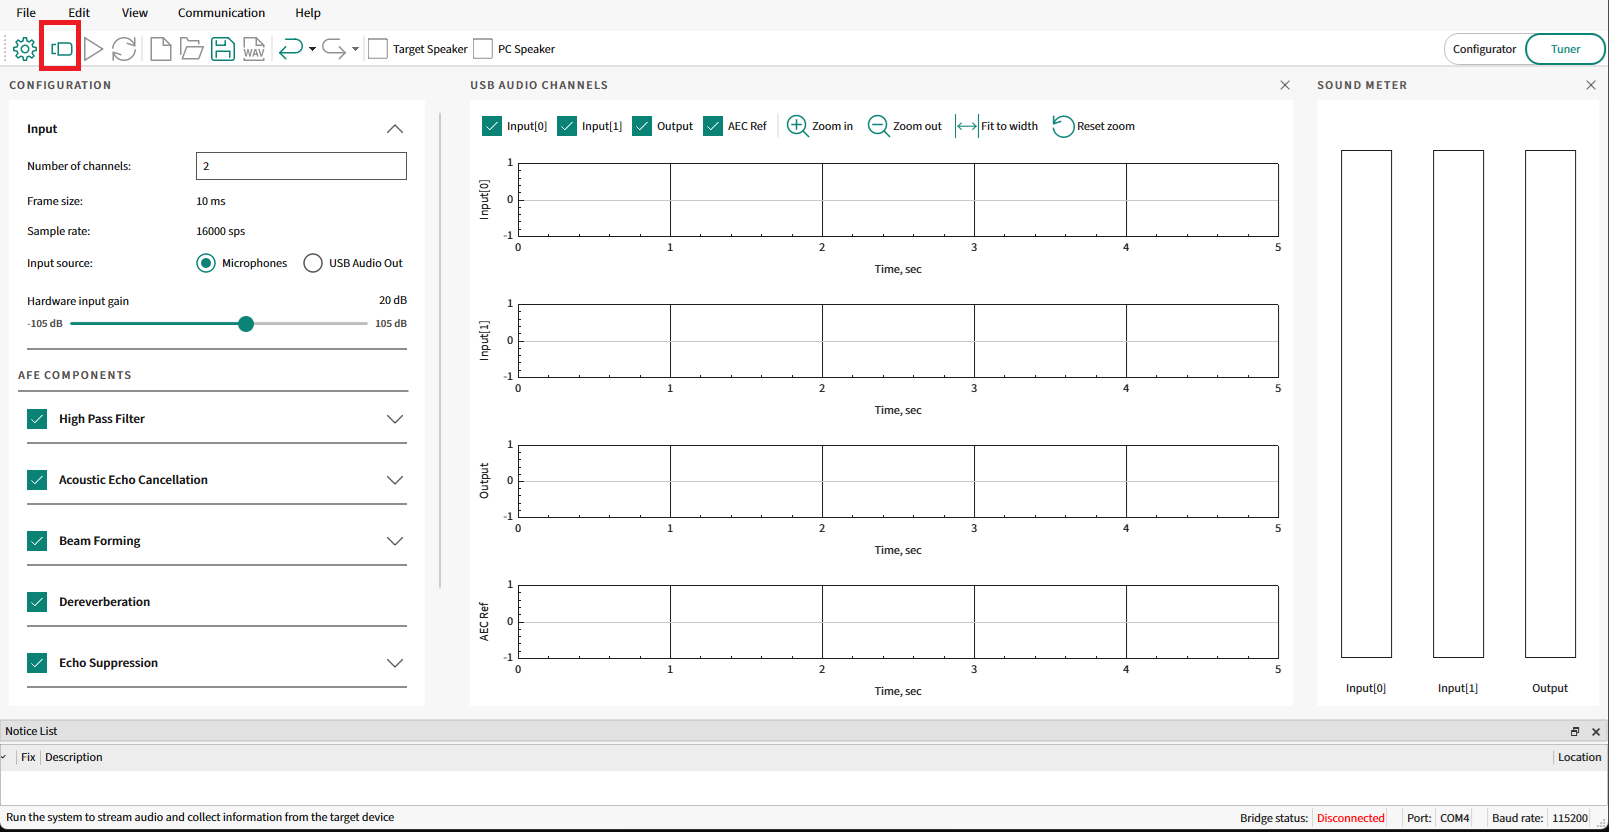 File Edit View Communication Help
WAV Target Speaker PC Speaker Configurator Tuner
CONFIGURATION
Input
Number of channels: 2
Frame size: 10 ms
Sample rate: 16000 sps
Input source: Microphones USB Audio Out
Hardware input gain 20 dB
-105 dB 105 dB
AFE COMPONENTS
High Pass Filter
Acoustic Echo Cancellation
Beam Forming
Dereverberation
Echo Suppression
USB AUDIO CHANNELS
Input[0] Input[1] Output AEC Ref Zoom in Zoom out Fit to width Reset zoom
Input[0]
1
0
-1
0 1 2 3 4 5
Time, sec
Input[1]
1
0
-1
0 1 2 3 4 5
Time, sec
Output
1
0
-1
0 1 2 3 4 5
Time, sec
AEC Ref
1
0
-1
0 1 2 3 4 5
Time, sec
SOUND METER
Input[0] Input[1] Output
Notice List
Fix Description Location
Run the system to stream audio and collect information from the target device Bridge status: Disconnected Port: COM4 Baud rate: 115200